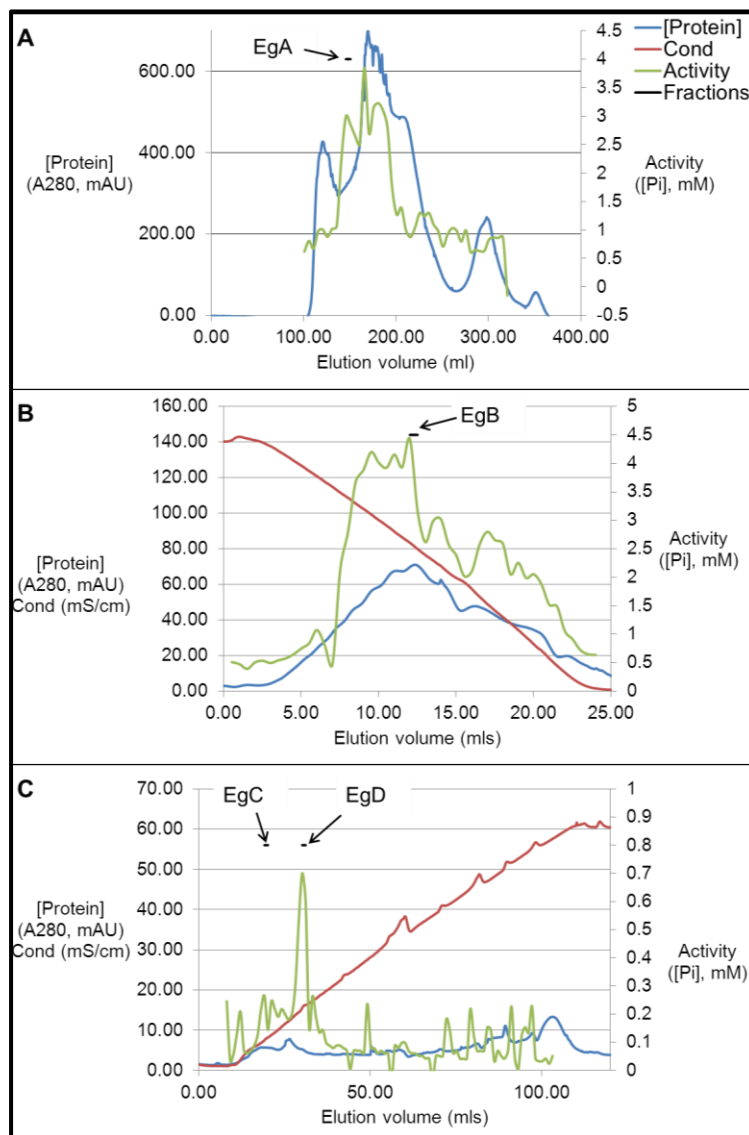 A
EgA
[Protein]
Cond
Activity
Fractions
600.00
400.00
200.00
0.00
[Protein]
(A280, mAU)
4.5
4
3.5
3
2.5
2
1.5
1
0.5
0
-0.5
Activity
([Pi], mM)
0.00 100.00 200.00 300.00 400.00
Elution volume (ml)
B
EgB
160.00
140.00
120.00
100.00
80.00
60.00
40.00
20.00
0.00
[Protein]
(A280, mAU)
Cond (mS/cm)
5
4.5
4
3.5
3
2.5
2
1.5
1
0.5
0
Activity
([Pi], mM)
0.00 5.00 10.00 15.00 20.00 25.00
Elution volume (mls)
C
EgC EgD
70.00
60.00
50.00
40.00
30.00
20.00
10.00
0.00
[Protein]
(A280, mAU)
Cond (mS/cm)
1
0.9
0.8
0.7
0.6
0.5
0.4
0.3
0.2
0.1
0
Activity
([Pi], mM)
0.00 50.00 100.00
Elution volume (mls)